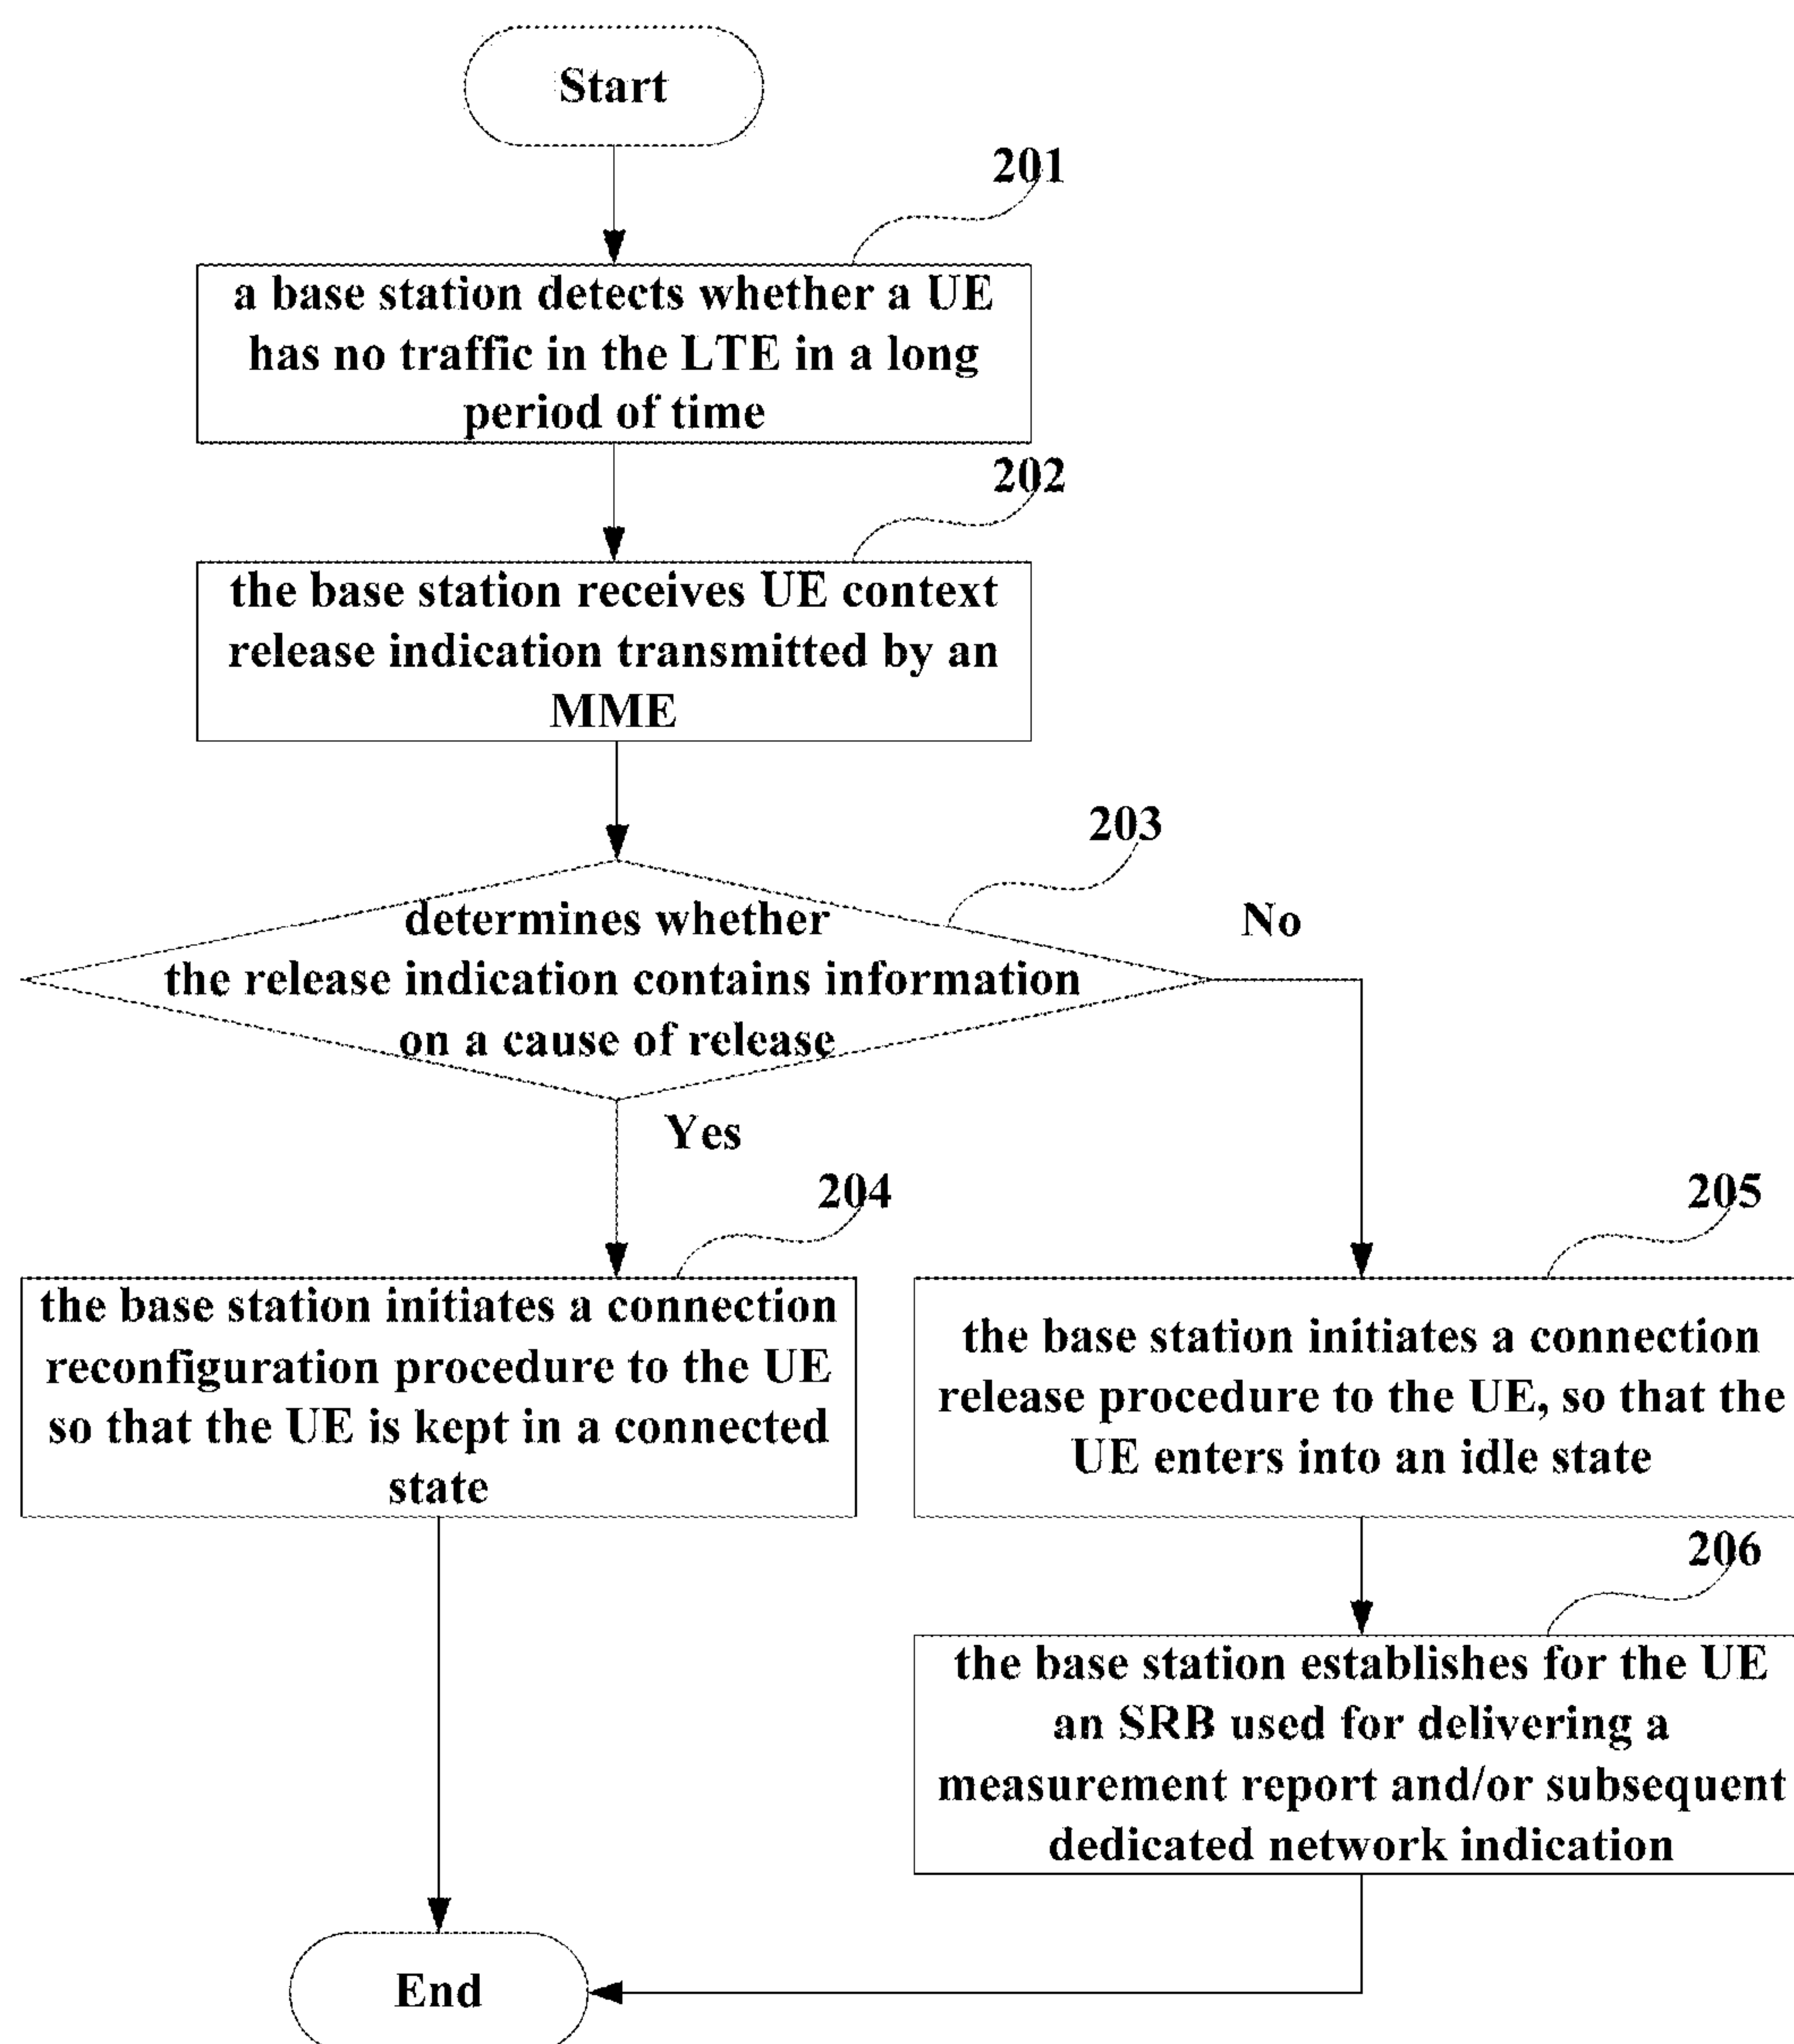 Start
201
a base station detects whether a UE
has no traffic in the LTE in a long
period of time
202
the base station receives UE context
release indication transmitted by an
MME
203
determines whether
the release indication contains information
on a cause of release
No
Yes
204
the base station initiates a connection
reconfiguration procedure to the UE
so that the UE is kept in a connected
state
205
the base station initiates a connection
release procedure to the UE, so that the
UE enters into an idle state
206
the base station establishes for the UE
an SRB used for delivering a
measurement report and/or subsequent
dedicated network indication
End